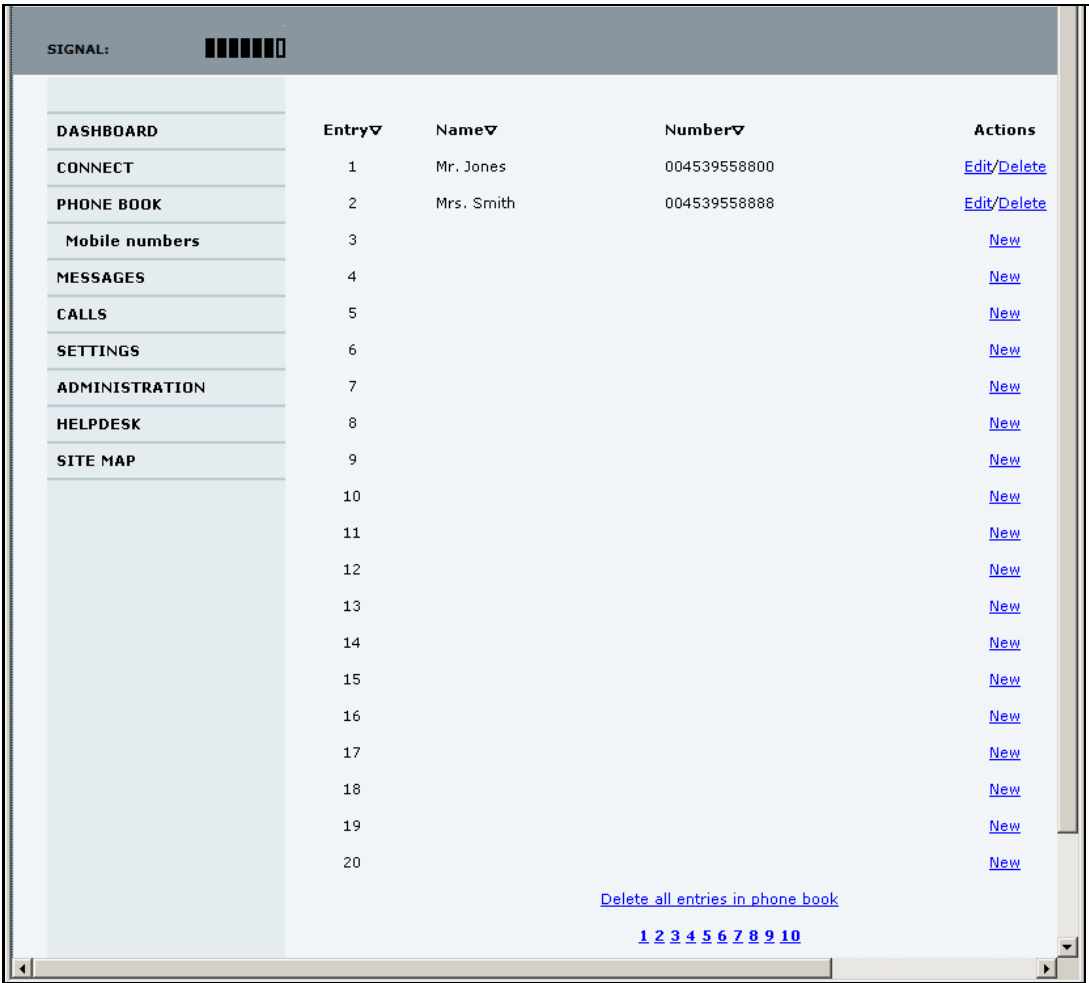 SIGNAL:
DASHBOARD
CONNECT
PHONE BOOK
Mobile numbers
MESSAGES
CALLS
SETTINGS
ADMINISTRATION
HELPDESK
SITE MAP
Entry Name Number Actions
1 Mr. Jones 004539558800 Edit/Delete
2 Mrs. Smith 004539558888 Edit/Delete
3 New
4 New
5 New
6 New
7 New
8 New
9 New
10 New
11 New
12 New
13 New
14 New
15 New
16 New
17 New
18 New
19 New
20 New
Delete all entries in phone book
1 2 3 4 5 6 7 8 9 10